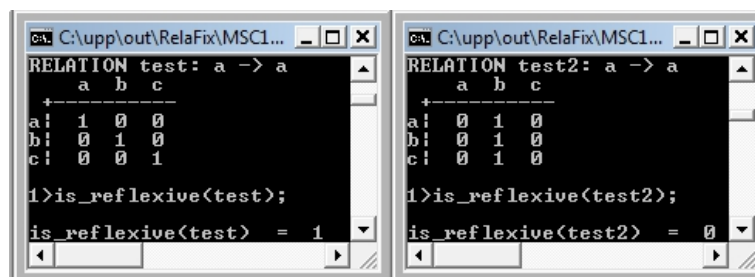 C:\upp\out\RelaFix\MSC1...
RELATION test: a -> a
a b c
+----------
a| 1 0 0
b| 0 1 0
c| 0 0 1
1>is_reflexive(test);
is_reflexive(test) = 1
C:\upp\out\RelaFix\MSC1...
RELATION test2: a -> a
a b c
+----------
a| 0 1 0
b| 0 1 0
c| 0 1 0
1>is_reflexive(test2);
is_reflexive(test2) = 0